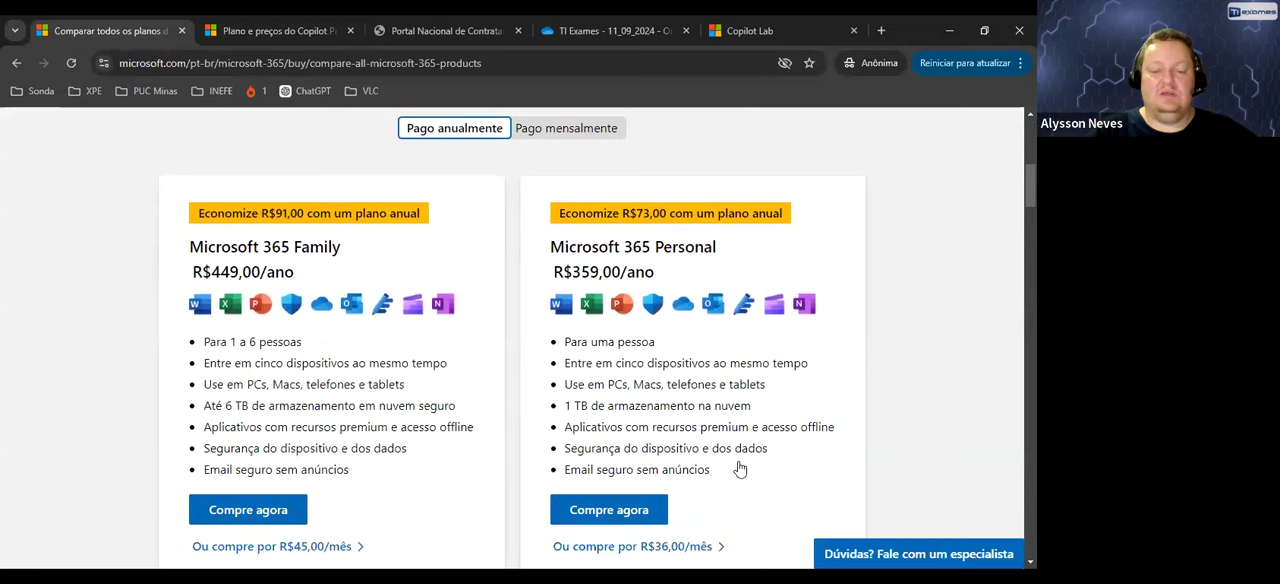 Comparar todos os planos d
Plano e preços do Copilot P
Portal Nacional de Contrata
TI Exames - 11_09_2024 - O
Copilot Lab
microsoft.com/pt-br/microsoft-365/buy/compare-all-microsoft-365-products
Anônima
Reiniciar para atualizar
Sonda
XPE
PUC Minas
INEFE
1
ChatGPT
VLC
TI exames
Alysson Neves
Pago anualmente
Pago mensalmente
Economize R$91,00 com um plano anual
Microsoft 365 Family
R$449,00/ano
Para 1 a 6 pessoas
Entre em cinco dispositivos ao mesmo tempo
Use em PCs, Macs, telefones e tablets
Até 6 TB de armazenamento em nuvem seguro
Aplicativos com recursos premium e acesso offline
Segurança do dispositivo e dos dados
Email seguro sem anúncios
Compre agora
Ou compre por R$45,00/mês
Economize R$73,00 com um plano anual
Microsoft 365 Personal
R$359,00/ano
Para uma pessoa
Entre em cinco dispositivos ao mesmo tempo
Use em PCs, Macs, telefones e tablets
1 TB de armazenamento na nuvem
Aplicativos com recursos premium e acesso offline
Segurança do dispositivo e dos dados
Email seguro sem anúncios
Compre agora
Ou compre por R$36,00/mês
Dúvidas? Fale com um especialista